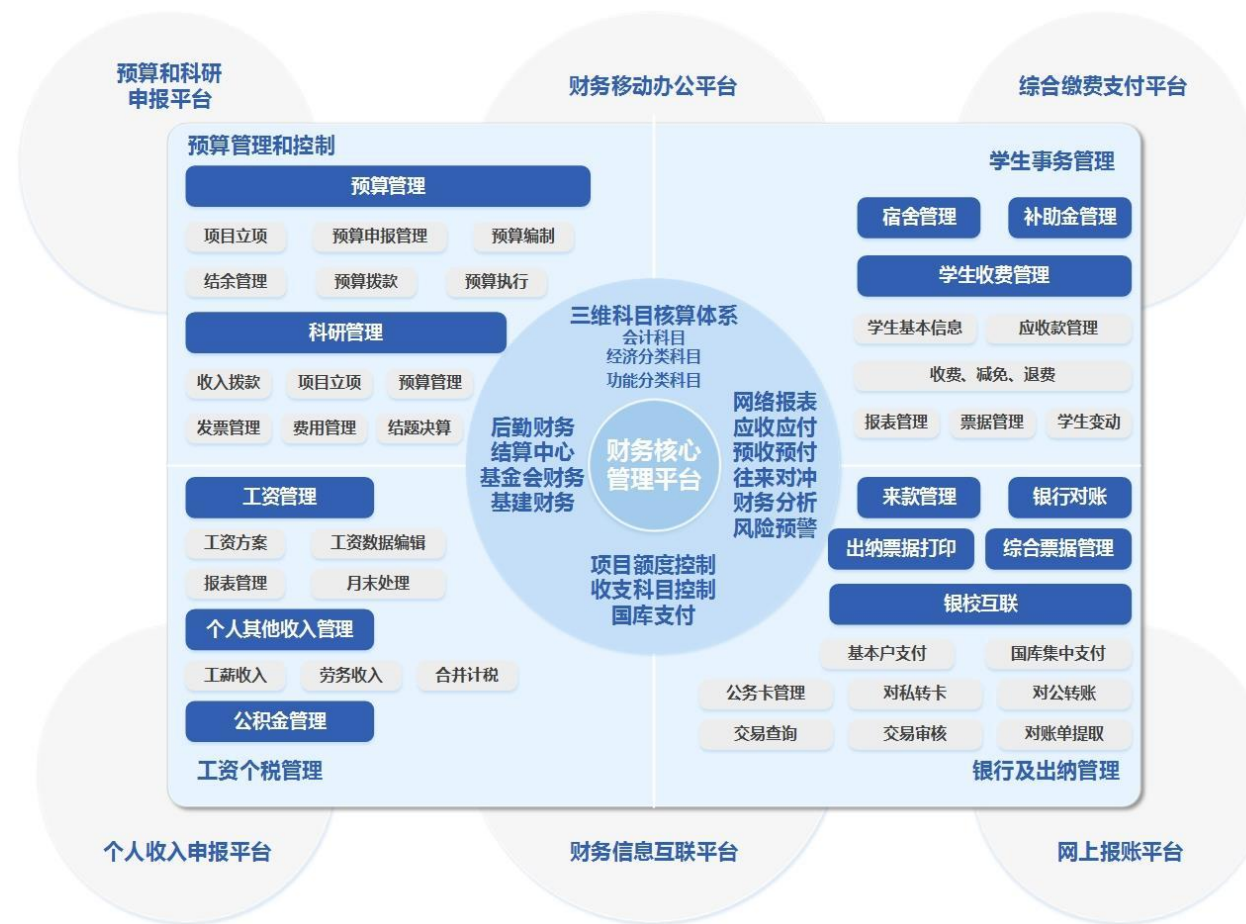 预算和科研
申报平台
财务移动办公平台
综合缴费支付平台
预算管理和控制
预算管理
项目立项
预算申报管理
预算编制
结余管理
预算拨款
预算执行
科研管理
收入拨款
项目立项
预算管理
发票管理
费用管理
结题决算
学生事务管理
宿舍管理
补助金管理
学生收费管理
学生基本信息
应收款管理
收费、减免、退费
报表管理
票据管理
学生变动
三维科目核算体系
会计科目
经济分类科目
功能分类科目
后勤财务
结算中心
基金会财务
基建财务
财务核心
管理平台
网络报表
应收应付
预收预付
往来对冲
财务分析
风险预警
项目额度控制
收支科目控制
国库支付
工资管理
工资方案
工资数据编辑
报表管理
月末处理
个人其他收入管理
工薪收入
劳务收入
合并计税
公积金管理
工资个税管理
来款管理
银行对账
出纳票据打印
综合票据管理
银校互联
基本户支付
国库集中支付
公务卡管理
对私转卡
对公转账
交易查询
交易审核
对账单提取
银行及出纳管理
个人收入申报平台
财务信息互联平台
网上报账平台